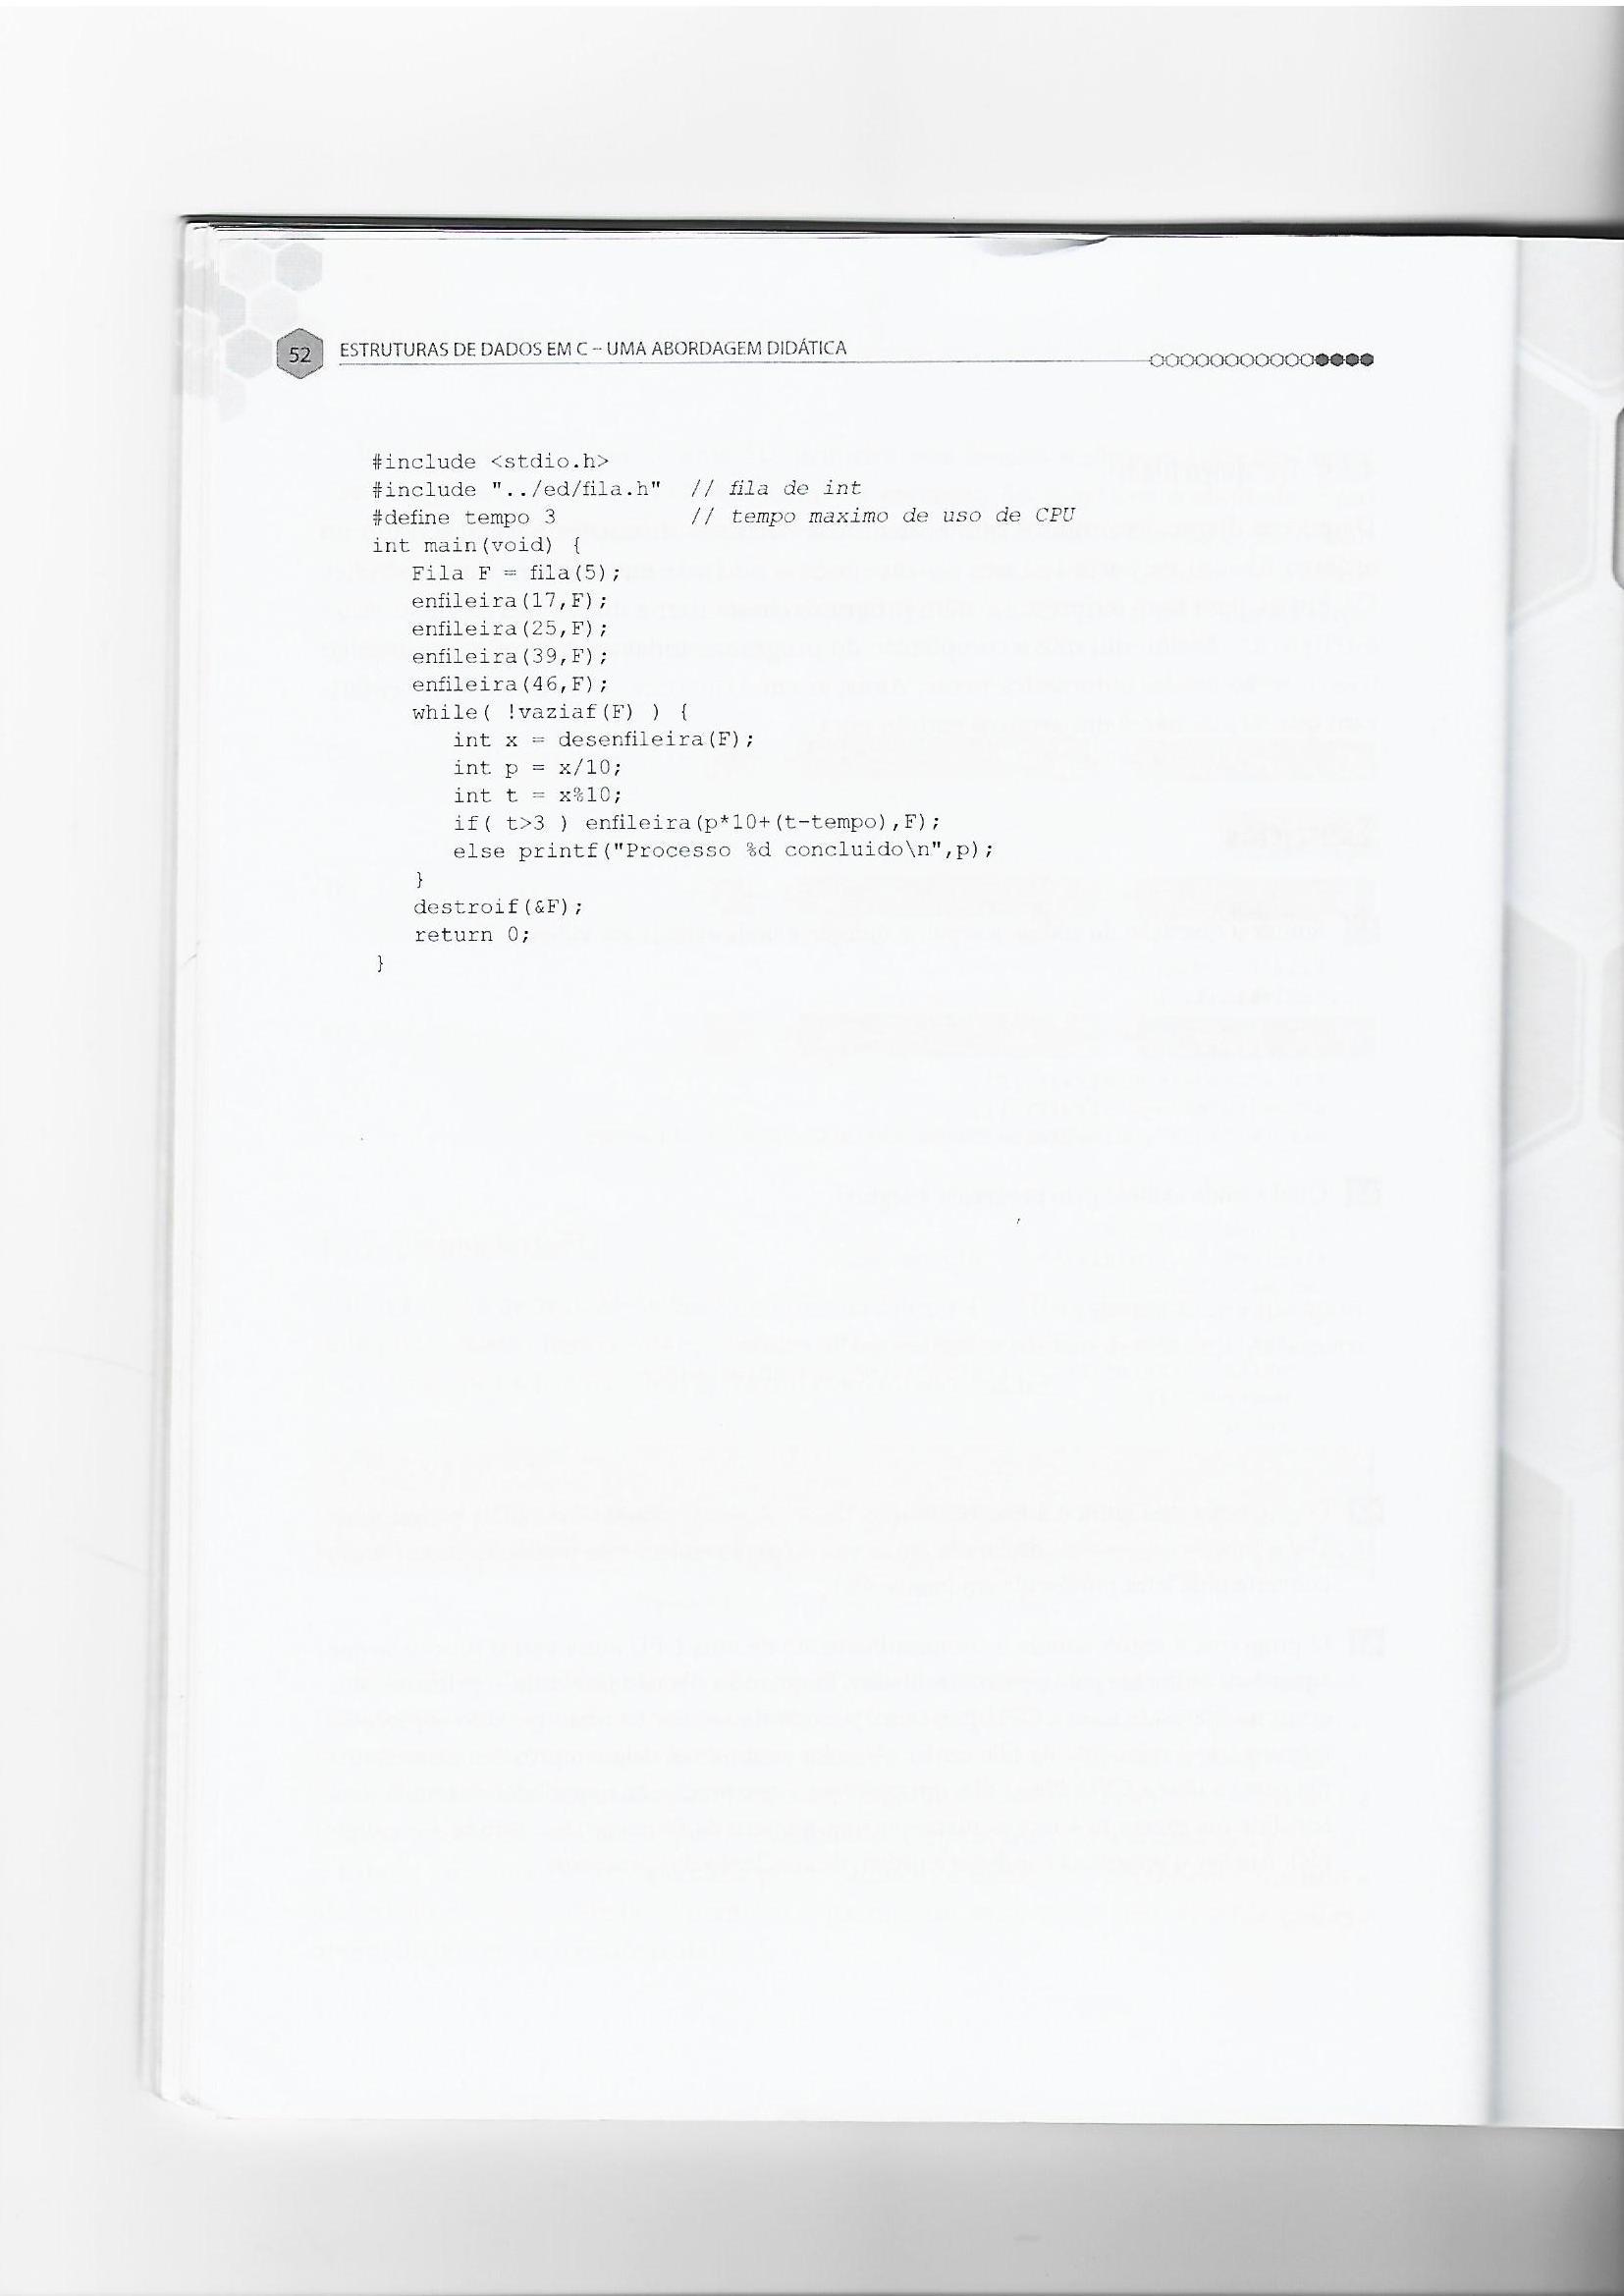 52 ESTRUTURAS DE DADOS EM C – UMA ABORDAGEM DIDÁTICA
#include <stdio.h>
#include "../ed/fila.h" // fila de int
#define tempo 3 // tempo maximo de uso de CPU
int main(void) {
Fila F = fila(5);
enfileira(17,F);
enfileira(25,F);
enfileira(39,F);
enfileira(46,F);
while( !vaziaf(F) ) {
int x = desenfileira(F);
int p = x/10;
int t = x%10;
if( t>3 ) enfileira(p*10+(t-tempo),F);
else printf("Processo %d concluido\n",p);
}
destroif(&F);
return 0;
}